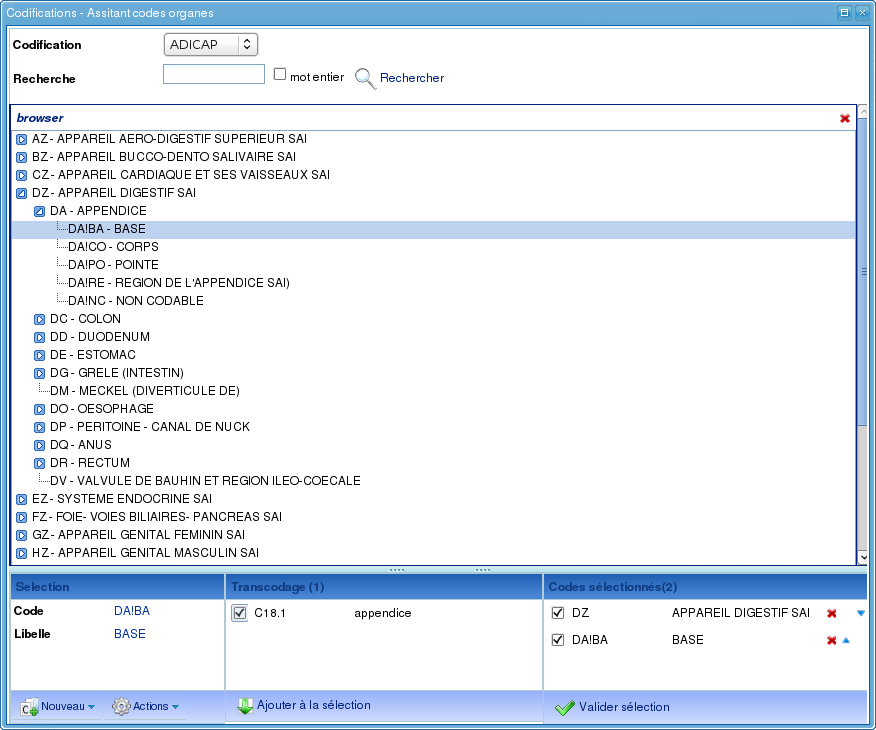 Codifications - Assitant codes organes
Codification ADICAP
Recherche mot entier Rechercher
browser
AZ - APPAREIL AERO-DIGESTIF SUPERIEUR SAI
BZ - APPAREIL BUCCO-DENTO SALIVAIRE SAI
CZ - APPAREIL CARDIAQUE ET SES VAISSEAUX SAI
DZ - APPAREIL DIGESTIF SAI
DA - APPENDICE
DA!BA - BASE
DA!CO - CORPS
DA!PO - POINTE
DA!RE - REGION DE L'APPENDICE SAI)
DA!NC - NON CODABLE
DC - COLON
DD - DUODENUM
DE - ESTOMAC
DG - GRELE (INTESTIN)
DM - MECKEL (DIVERTICULE DE)
DO - OESOPHAGE
DP - PERITOINE - CANAL DE NUCK
DQ - ANUS
DR - RECTUM
DV - VALVULE DE BAUHIN ET REGION ILEO-COECALE
EZ - SYSTEME ENDOCRINE SAI
FZ - FOIE- VOIES BILIAIRES- PANCREAS SAI
GZ - APPAREIL GENITAL FEMININ SAI
HZ - APPAREIL GENITAL MASCULIN SAI
Selection
Code DA!BA
Libelle BASE
Nouveau Actions
Transcodage (1)
C18.1 appendice
Ajouter à la sélection
Codes sélectionnés(2)
DZ APPAREIL DIGESTIF SAI
DA!BA BASE
Valider sélection